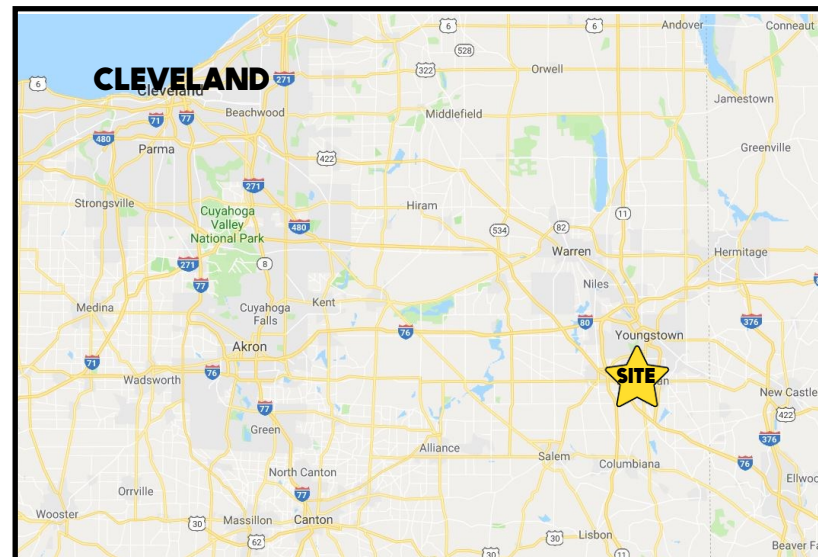 6
6
Andover
Conneaut
528
CLEVELAND
Cleveland
271
322
Orwell
6
Jamestown
Beachwood
Middlefield
71
77
480
Parma
Greenville
422
271
Strongsville
Hiram
Cuyahoga
Valley
National Park
11
480
534
82
Warren
Hermitage
271
8
77
Niles
Medina
Cuyahoga
Falls
Kent
80
376
76
Youngstown
Akron
71
76
SITE
Wadsworth
New Castle
77
422
Green
376
Alliance
Salem
Columbiana
76
North Canton
77
Orrville
Wooster
30
Massillon
Canton
62
30
Lisbon
30
11